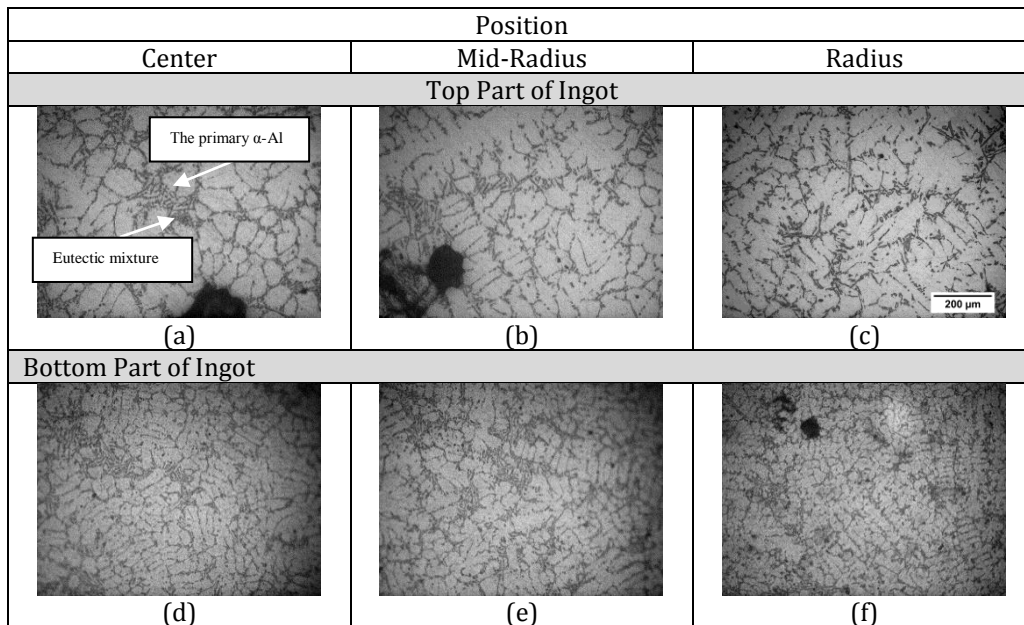 Position
Center Mid-Radius Radius
Top Part of Ingot
The primary α-Al
Eutectic mixture
200 μm
(a) (b) (c)
Bottom Part of Ingot
(d) (e) (f)